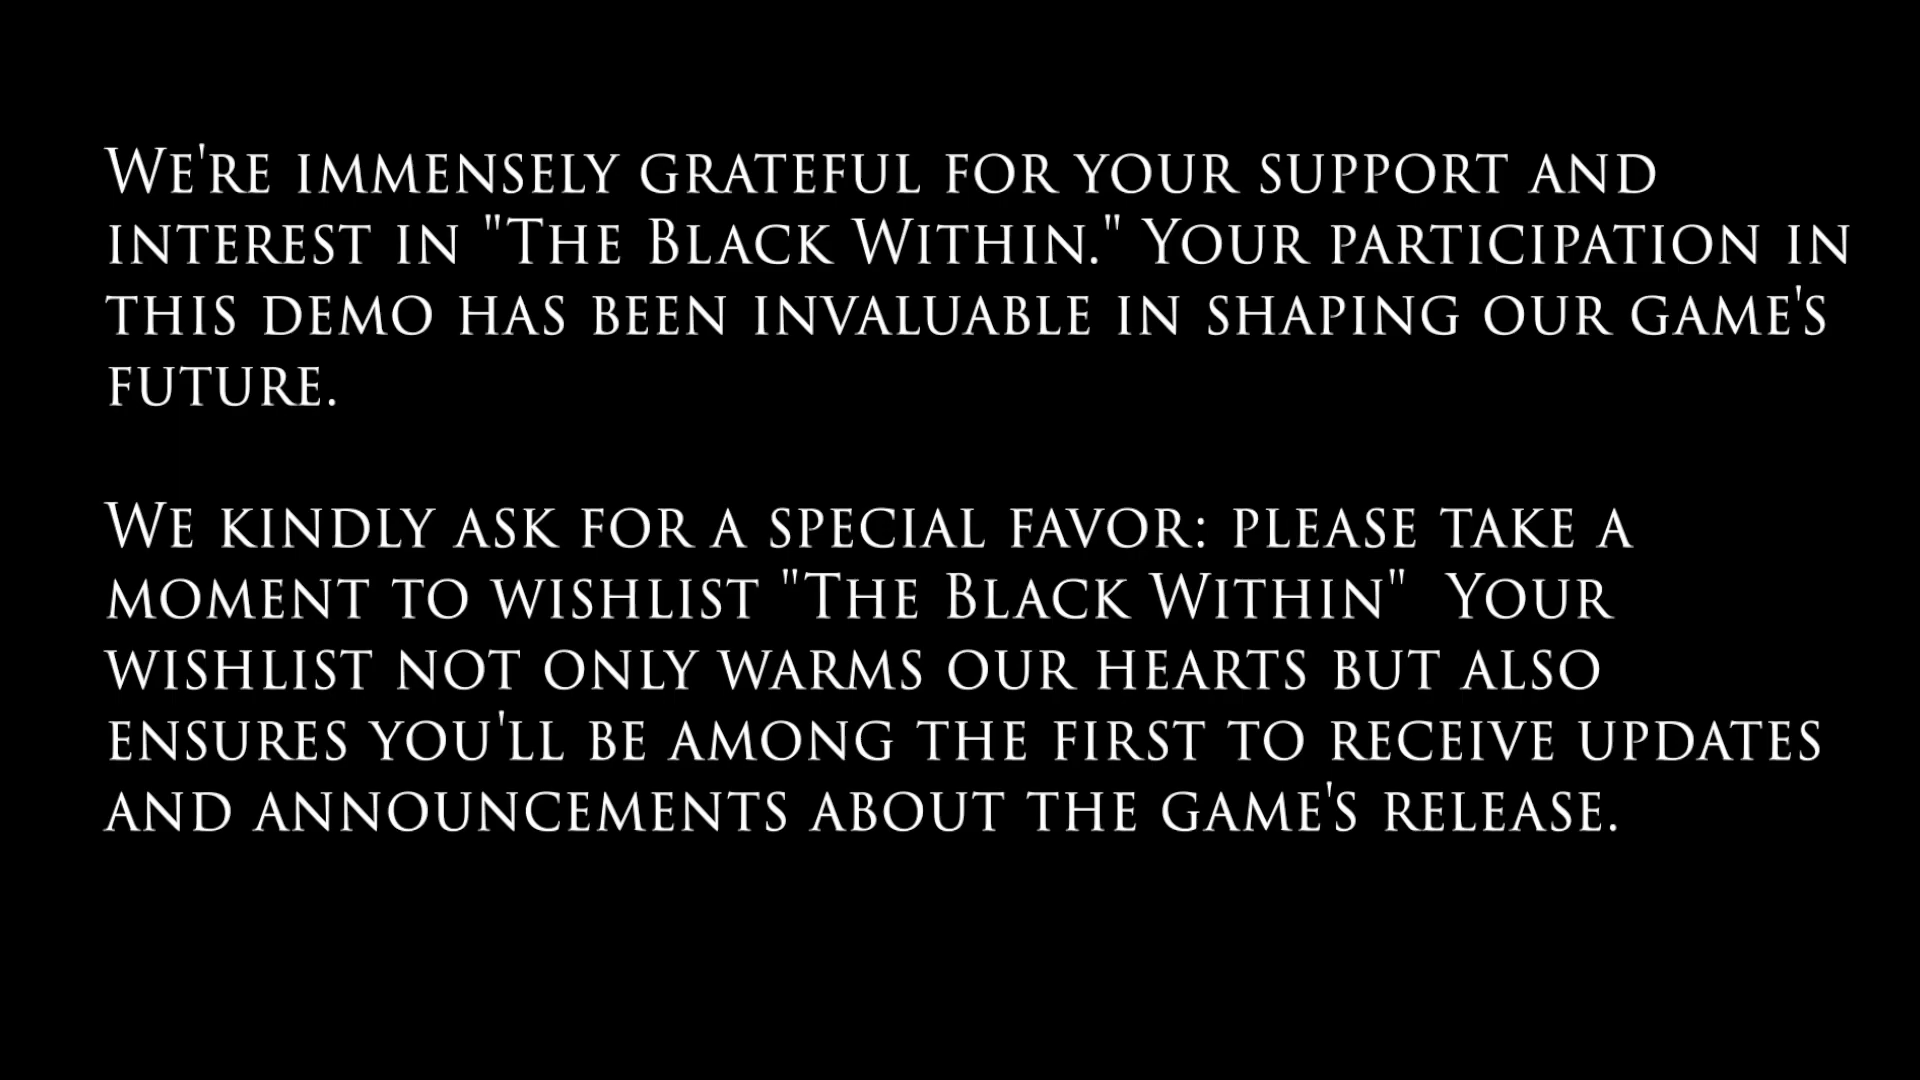 We're immensely grateful for your support and
interest in "The Black Within." Your participation in
this demo has been invaluable in shaping our game's
future.
We kindly ask for a special favor: please take a
moment to wishlist "The Black Within"  Your
wishlist not only warms our hearts but also
ensures you'll be among the first to receive updates
and announcements about the game's release.